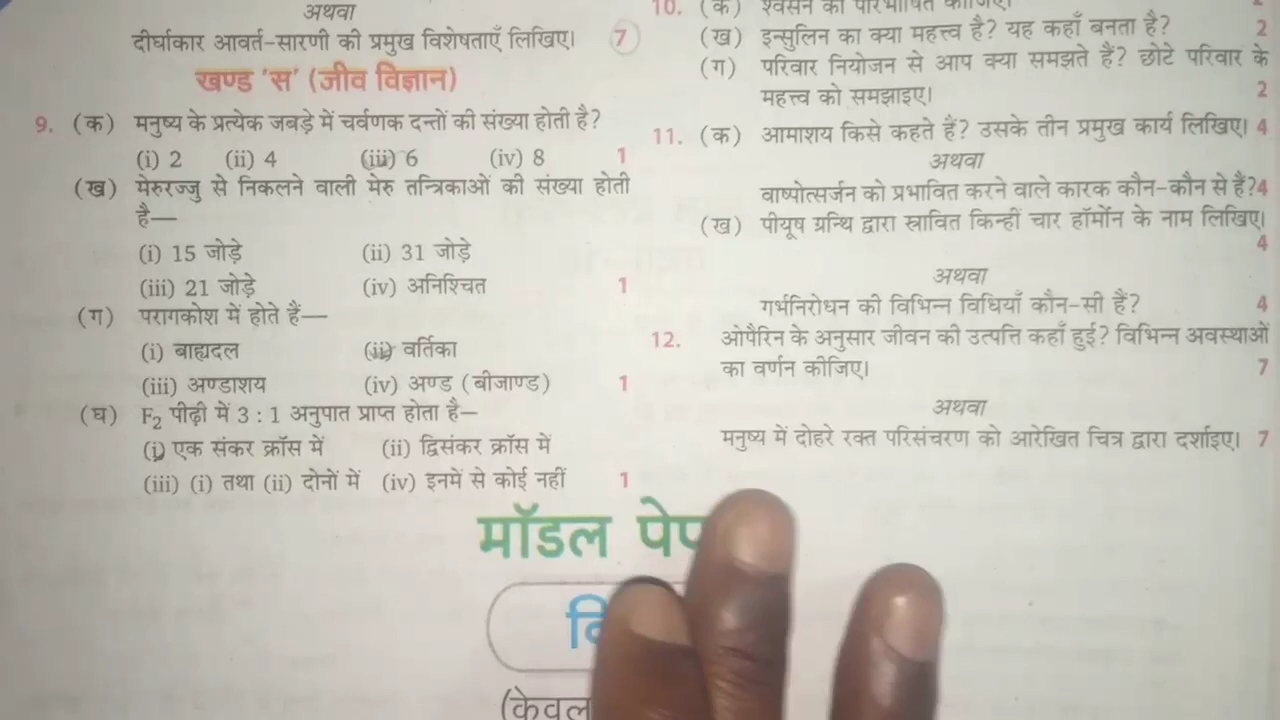 अथवा
दीर्घाकार आवर्त-सारणी की प्रमुख विशेषताएँ लिखिए। 7
खण्ड 'स' (जीव विज्ञान)
9. (क) मनुष्य के प्रत्येक जबड़े में चर्वणक दन्तों की संख्या होती है?
(i) 2 (ii) 4 (iii) 6 (iv) 8 1
(ख) मेरुरज्जु से निकलने वाली मेरु तन्त्रिकाओं की संख्या होती
है—
(i) 15 जोड़े (ii) 31 जोड़े
(iii) 21 जोड़े (iv) अनिश्चित 1
(ग) परागकोश में होते हैं—
(i) बाह्यदल (ii) वर्तिका
(iii) अण्डाशय (iv) अण्ड (बीजाण्ड) 1
(घ) F₂ पीढ़ी में 3 : 1 अनुपात प्राप्त होता है—
(i) एक संकर क्रॉस में (ii) द्विसंकर क्रॉस में
(iii) (i) तथा (ii) दोनों में (iv) इनमें से कोई नहीं 1
10. (क) श्वसन को परिभाषित कीजिए।
(ख) इन्सुलिन का क्या महत्त्व है? यह कहाँ बनता है? 2
(ग) परिवार नियोजन से आप क्या समझते हैं? छोटे परिवार के
महत्त्व को समझाइए। 2
11. (क) आमाशय किसे कहते हैं? उसके तीन प्रमुख कार्य लिखिए। 4
अथवा
वाष्पोत्सर्जन को प्रभावित करने वाले कारक कौन-कौन से हैं? 4
(ख) पीयूष ग्रन्थि द्वारा स्रावित किन्हीं चार हॉर्मोन के नाम लिखिए।
4
अथवा
गर्भनिरोधन की विभिन्न विधियाँ कौन-सी हैं? 4
12. ओपैरिन के अनुसार जीवन की उत्पत्ति कहाँ हुई? विभिन्न अवस्थाओं
का वर्णन कीजिए। 7
अथवा
मनुष्य में दोहरे रक्त परिसंचरण को आरेखित चित्र द्वारा दर्शाइए। 7
मॉडल
(केवल